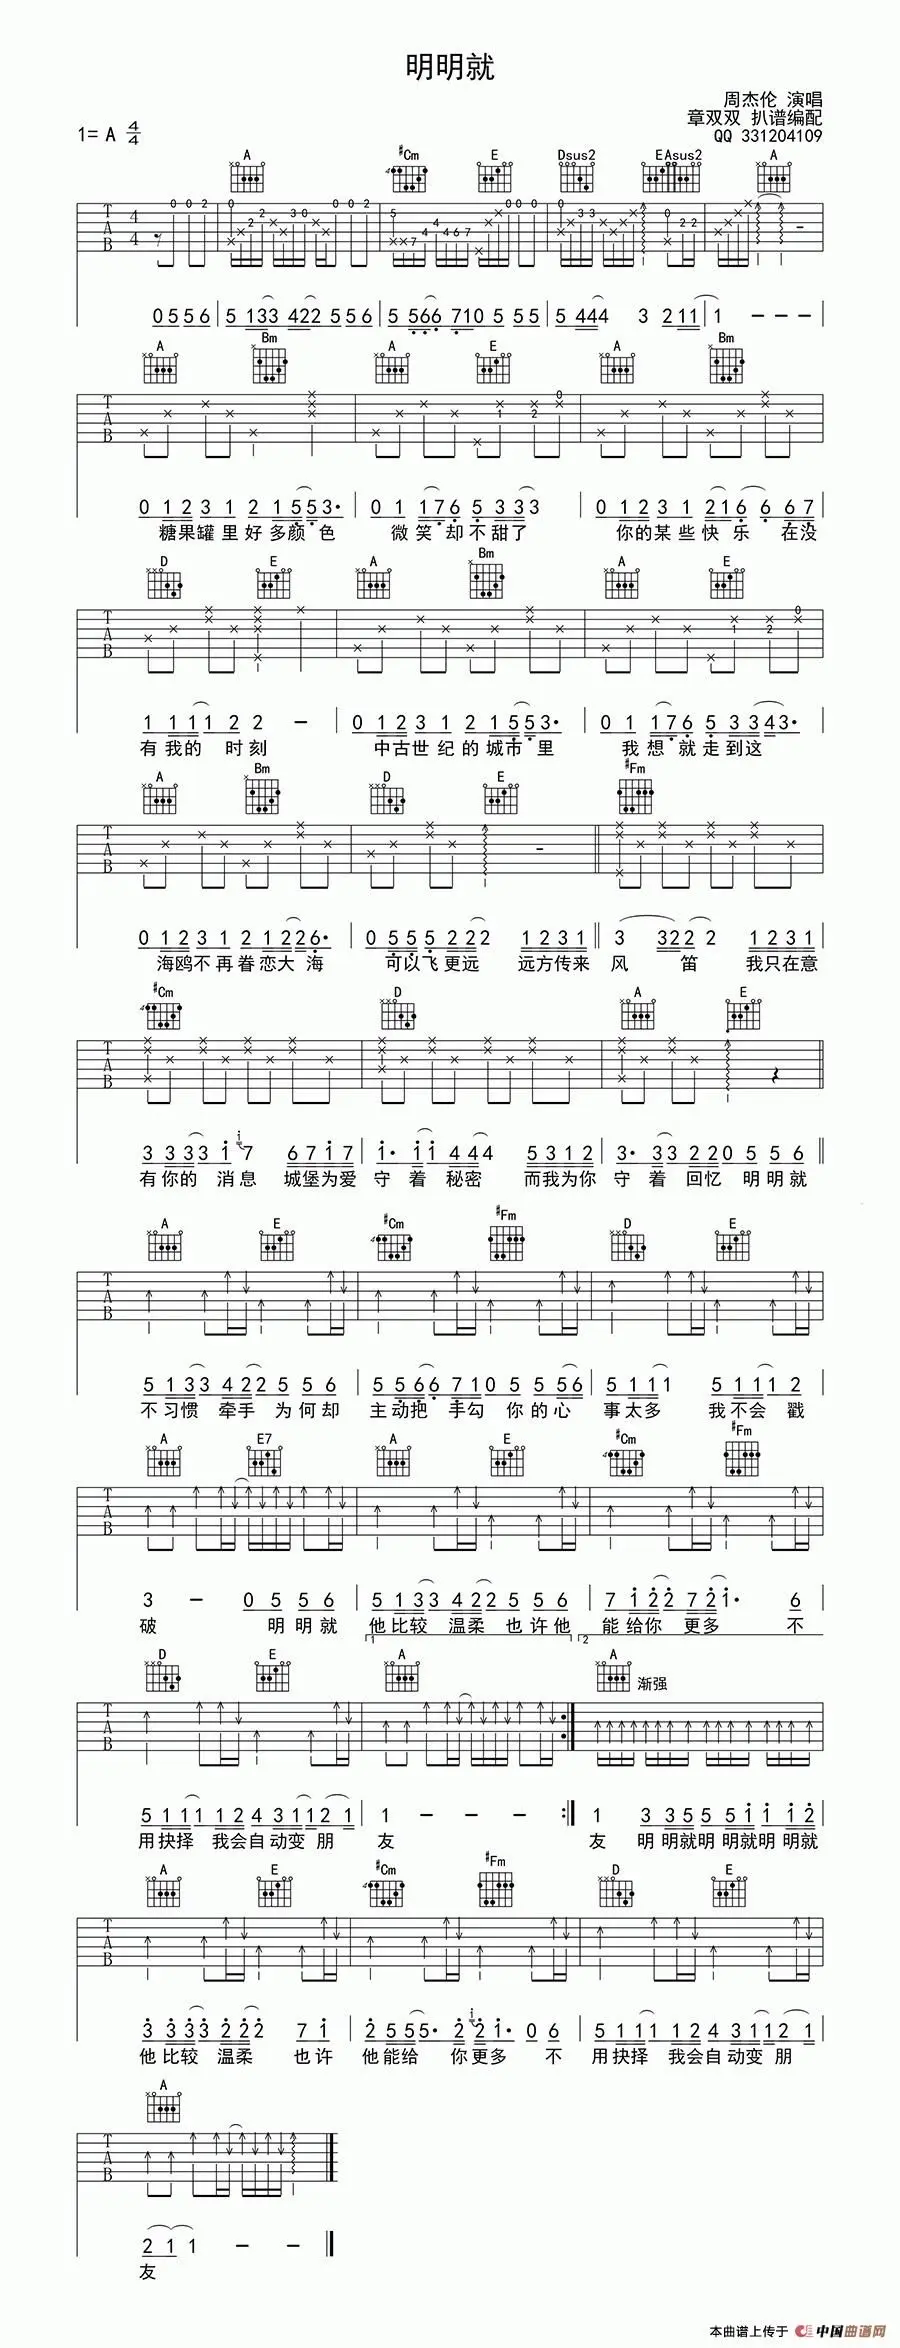 明明就
周杰伦 演唱
章双双 扒谱编配
QQ 331204109
1= A 4/4
A #Cm E Dsus2 E Asus2 A
0 5 5 6 5 1 3 3 4 2 2 5 5 6 5 5 6 6 7 1 0 5 5 5 5 4 4 4 3 2 1 1 1 — — —
A Bm A E A Bm
0 1 2 3 1 2 1 5 5 3· 0 1 1 7 6 5 3 3 3 0 1 2 3 1 2 1 6 6 6 7
糖果罐里好多颜色 微笑却不甜了 你的某些快乐 在没
D E A Bm A E
1 1 1 1 2 2 — 0 1 2 3 1 2 1 5 5 3· 0 1 1 7 6 5 3 3 4 3·
有我的 时刻 中古世纪的城市里 我想就走到这
A Bm D E #Fm
0 1 2 3 1 2 1 2 2 6· 0 5 5 5 2 2 2 1 2 3 1 3 3 2 2 2 1 2 3 1
海鸥不再眷恋大海 可以飞更远 远方传来 风 笛 我只在意
#Cm D A E
3 3 3 3 1 7 6 7 1 7 1· 1 1 4 4 4 5 3 1 2 3· 3 3 2 2 0 5 5 6
有你的 消息 城堡为爱 守着 秘密 而我为你 守着 回忆 明明就
A E #Cm #Fm D E
5 1 3 3 4 2 2 5 5 6 5 5 6 6 7 1 0 5 5 5 6 5 1 1 1 5 1 1 1 2
不习惯 牵手 为何却 主动把 手勾 你的心 事太多 我不会 戳
A E7 A E #Cm #Fm
3 — 0 5 5 6 5 1 3 3 4 2 2 5 5 6 7 1 2 2 7 2 1· 6
破 明明就 他比较 温柔 也许他 能给你 更多 不
1 2
D E A A 渐强
5 1 1 1 1 2 4 3 1 1 2 1 1 — — — 1 3 3 5 5 5 1 1 1 2
用抉择 我会自动变朋 友 友 明明就明明就明明就
A E #Cm #Fm D E
3 3 3 3 2 2 2 7 1 2 5 5 5· 2 2 1· 0 6 5 1 1 1 1 2 4 3 1 1 2 1
他比较 温柔 也许 他能给 你更多 不 用抉择 我会自动变朋
A
2 1 1 — —
友
本曲谱上传于 中国曲谱网